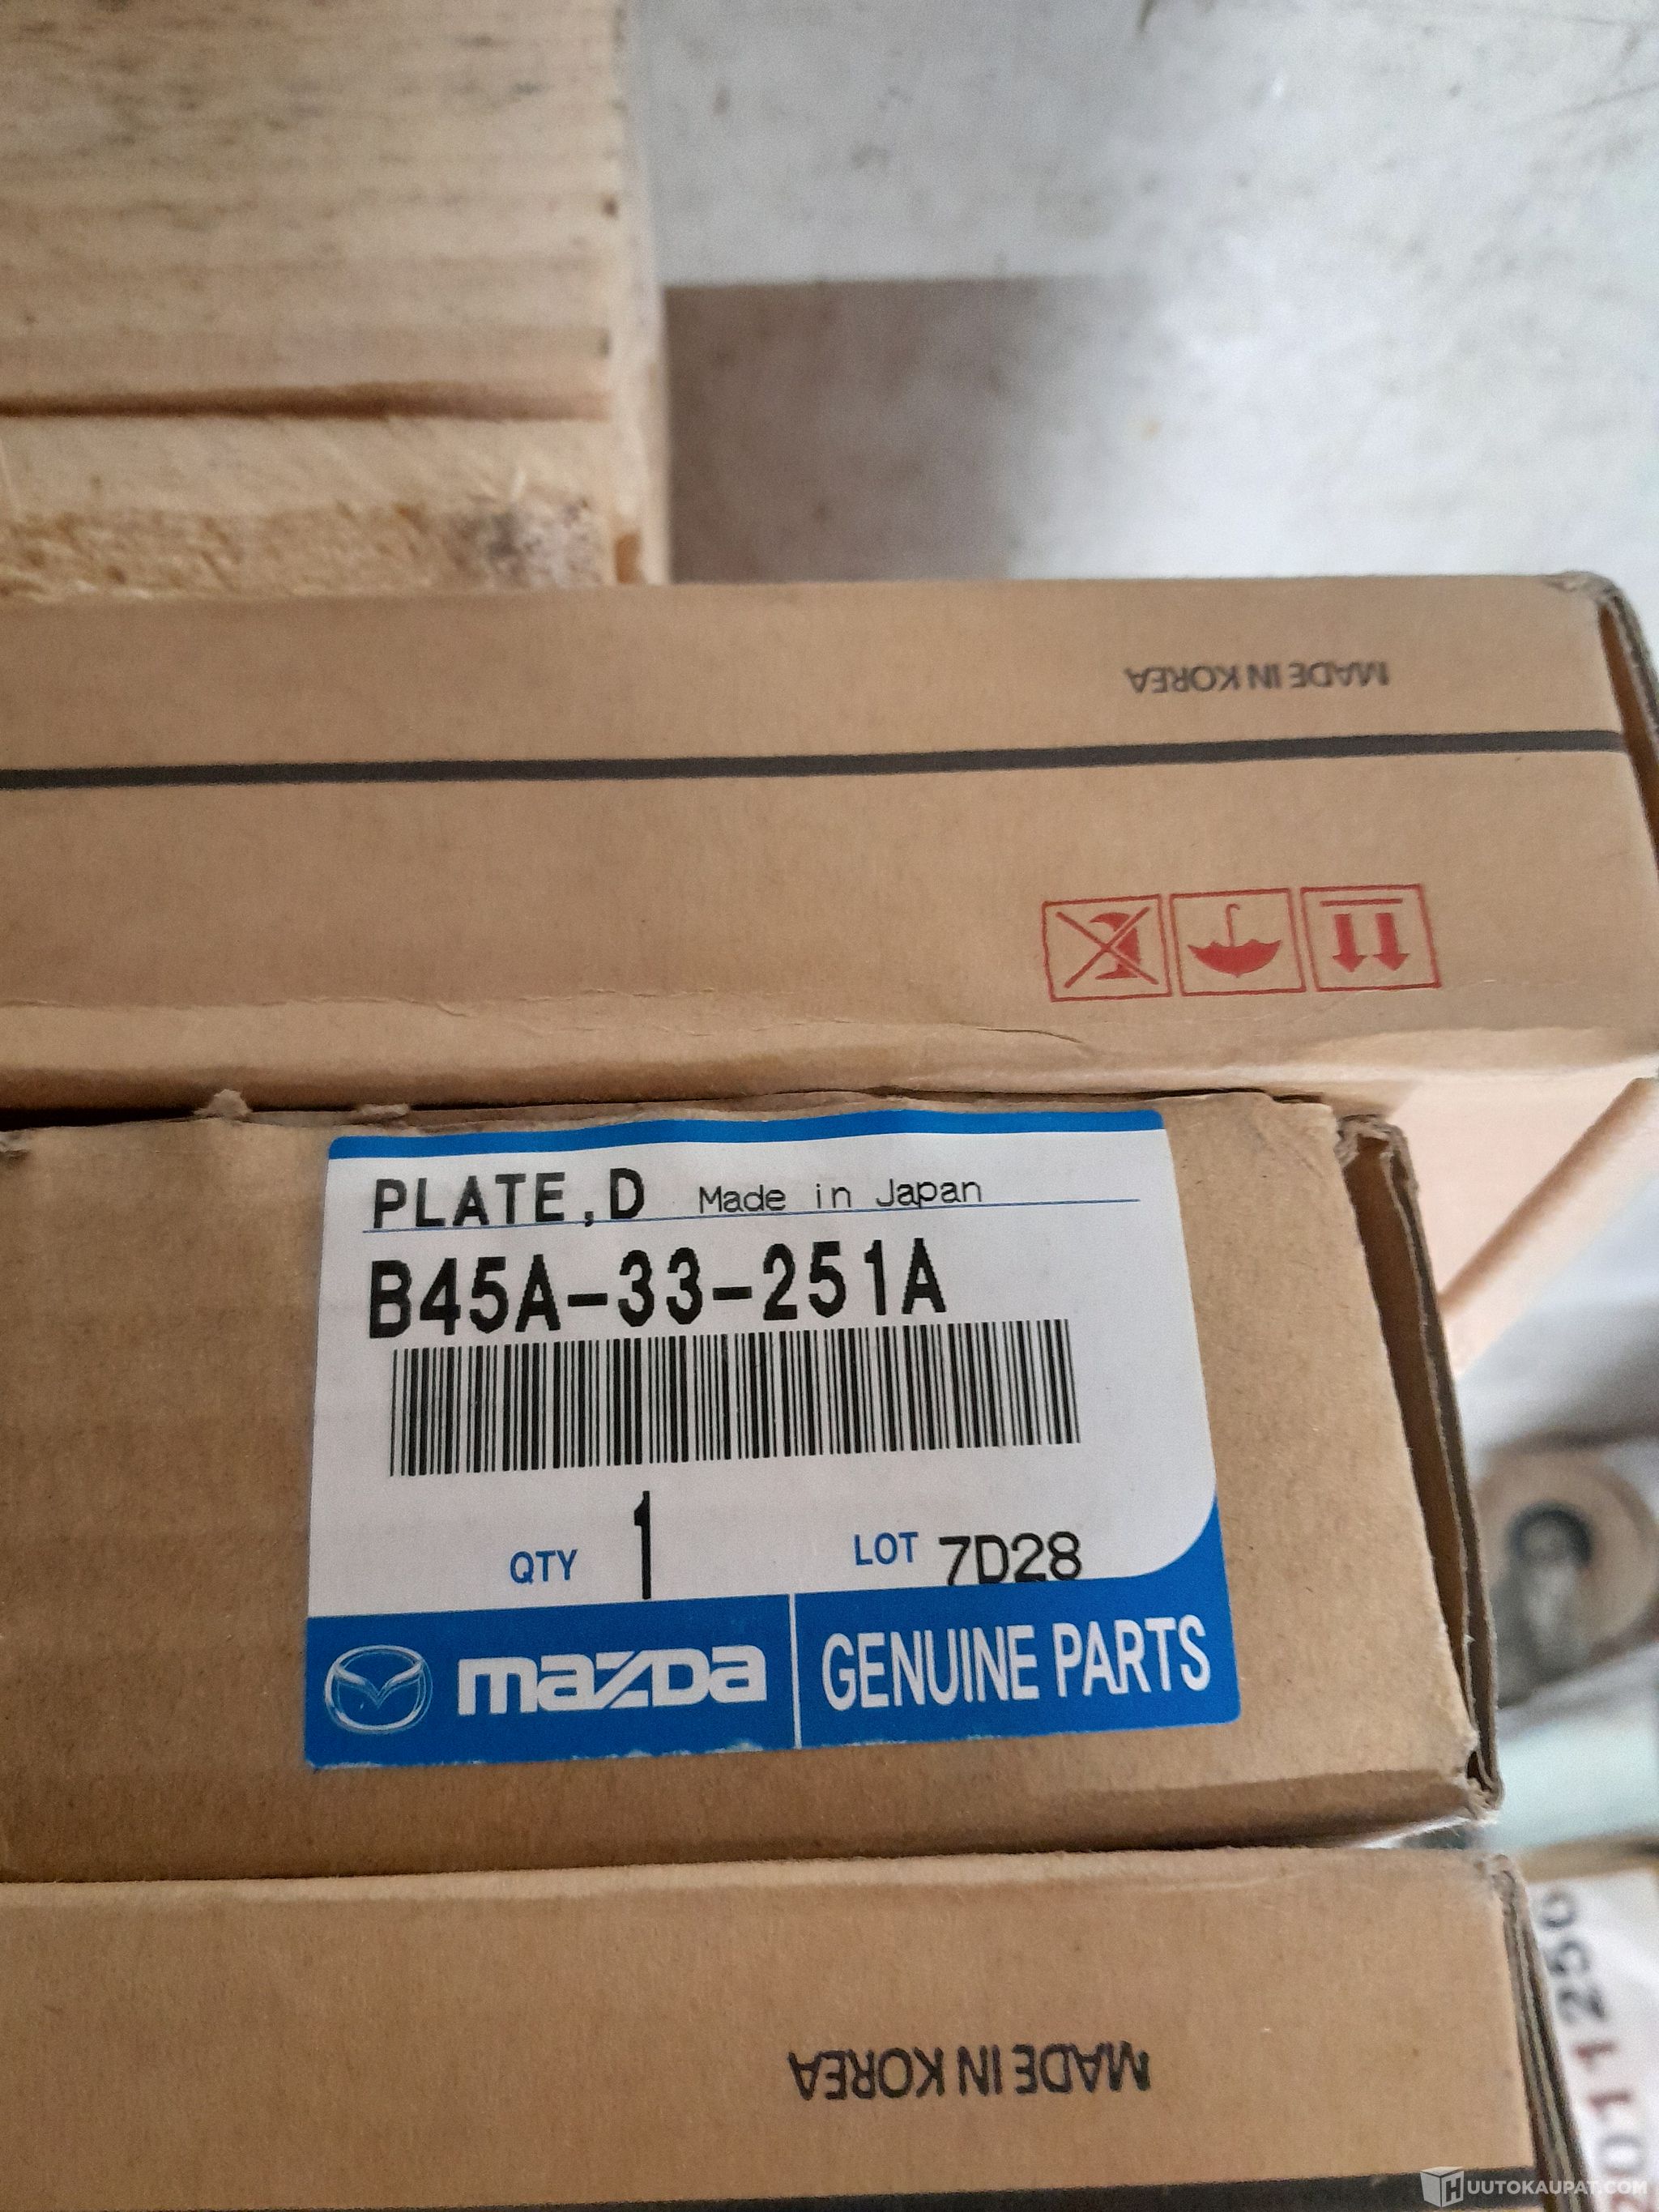 MADE IN KOREA
PLATE,D Made in Japan
B45A-33-251A
QTY 1 LOT 7D28
mazda GENUINE PARTS
MADE IN KOREA
011250
HUUTOKAUPAT.COM